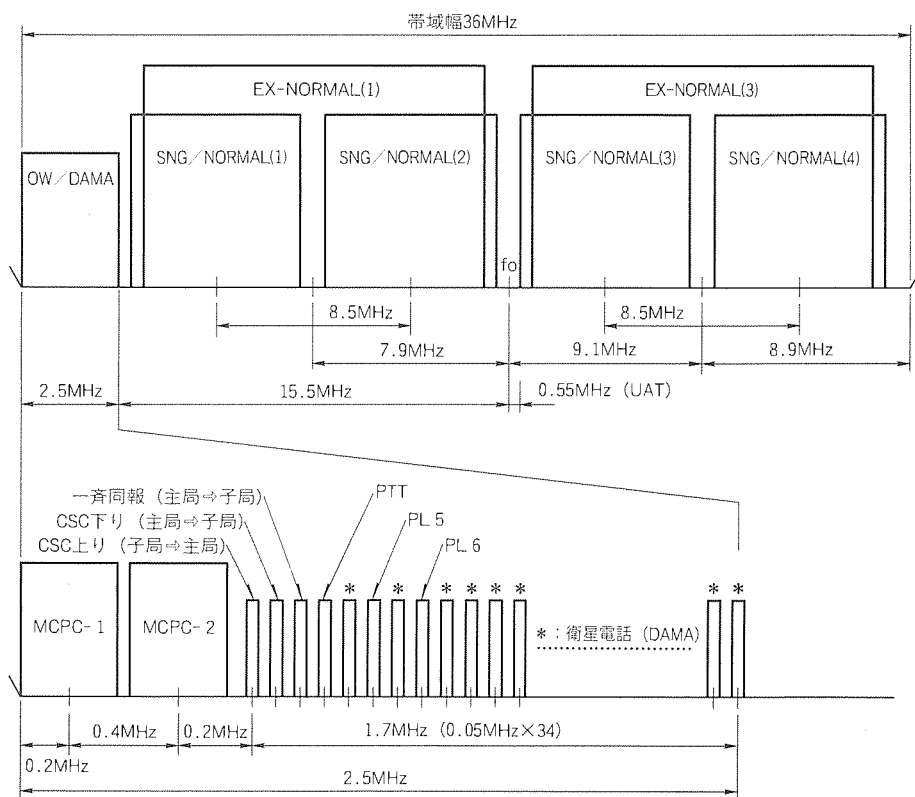 帯域幅36MHz
EX-NORMAL(1)
EX-NORMAL(3)
OW/DAMA
SNG/NORMAL(1)
SNG/NORMAL(2)
SNG/NORMAL(3)
SNG/NORMAL(4)
fo
8.5MHz
8.5MHz
7.9MHz
9.1MHz
8.9MHz
2.5MHz
15.5MHz
0.55MHz (UAT)
一斉同報 (主局⇨子局)
PTT
CSC下り (主局⇨子局)
PL 5
CSC上り (子局⇨主局)
PL 6
* * * * * * * *
MCPC-1
MCPC-2
*:衛星電話 (DAMA)
0.4MHz
0.2MHz
1.7MHz (0.05MHz×34)
0.2MHz
2.5MHz